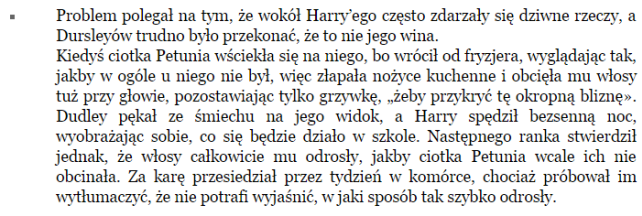 ▪ Problem polegał na tym, że wokół Harry’ego często zdarzały się dziwne rzeczy, a
Dursleyów trudno było przekonać, że to nie jego wina.
Kiedyś ciotka Petunia wściekła się na niego, bo wrócił od fryzjera, wyglądając tak,
jakby w ogóle u niego nie był, więc złapała nożyce kuchenne i obcięła mu włosy
tuż przy głowie, pozostawiając tylko grzywkę, „żeby przykryć tę okropną bliznę».
Dudley pękał ze śmiechu na jego widok, a Harry spędził bezsenną noc,
wyobrażając sobie, co się będzie działo w szkole. Następnego ranka stwierdził
jednak, że włosy całkowicie mu odrosły, jakby ciotka Petunia wcale ich nie
obcinała. Za karę przesiedział przez tydzień w komórce, chociaż próbował im
wytłumaczyć, że nie potrafi wyjaśnić, w jaki sposób tak szybko odrosły.